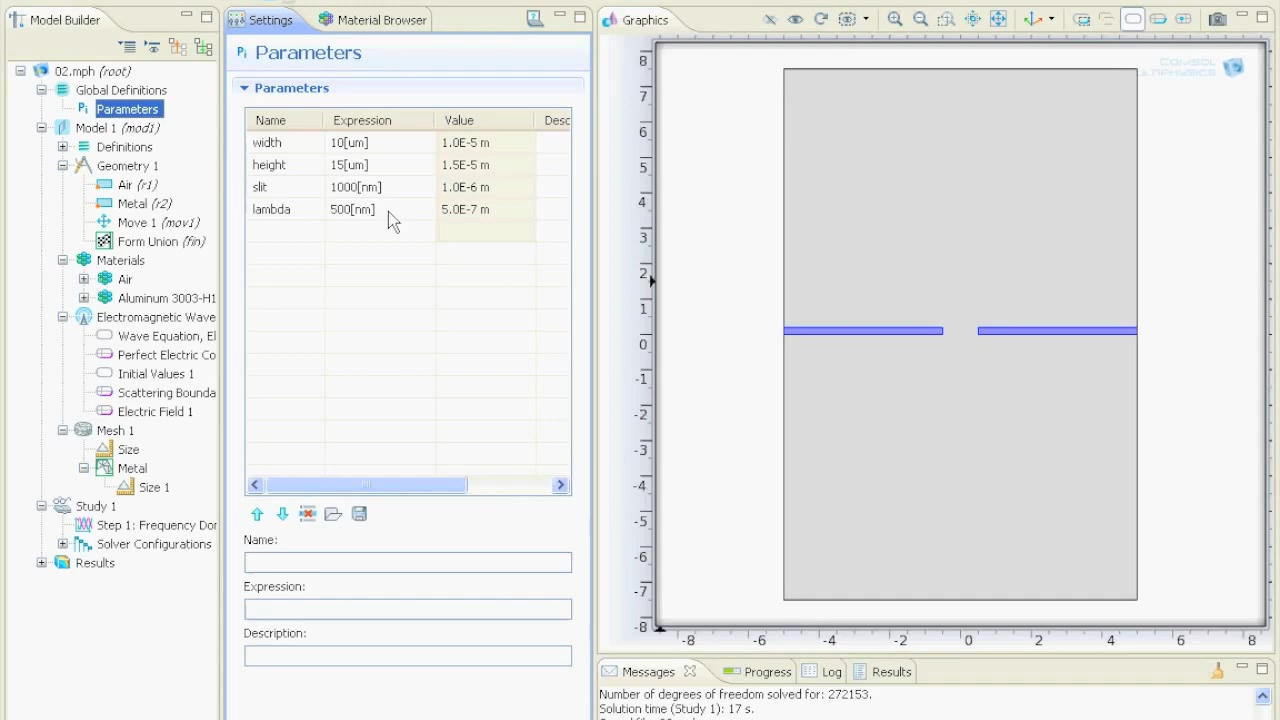 Model Builder
02.mph (root)
Global Definitions
Pi Parameters
Model 1 (mod1)
Definitions
Geometry 1
Air (r1)
Metal (r2)
Move 1 (mov1)
Form Union (fin)
Materials
Air
Aluminum 3003-H1
Electromagnetic Wave
Wave Equation, El
Perfect Electric Co
Initial Values 1
Scattering Bounda
Electric Field 1
Mesh 1
Size
Metal
Size 1
Study 1
Step 1: Frequency Dor
Solver Configurations
Results
Settings Material Browser
Pi Parameters
Parameters
Name Expression Value Desc
width 10[um] 1.0E-5 m
height 15[um] 1.5E-5 m
slit 1000[nm] 1.0E-6 m
lambda 500[nm] 5.0E-7 m
Name:
Expression:
Description:
Graphics
COMSOL
8
7
6
5
4
3
2
1
0
-1
-2
-3
-4
-5
-6
-7
-8
-8 -6 -4 -2 0 2 4 6 8
Messages Progress Log Results
Number of degrees of freedom solved for: 272153.
Solution time (Study 1): 17 s.